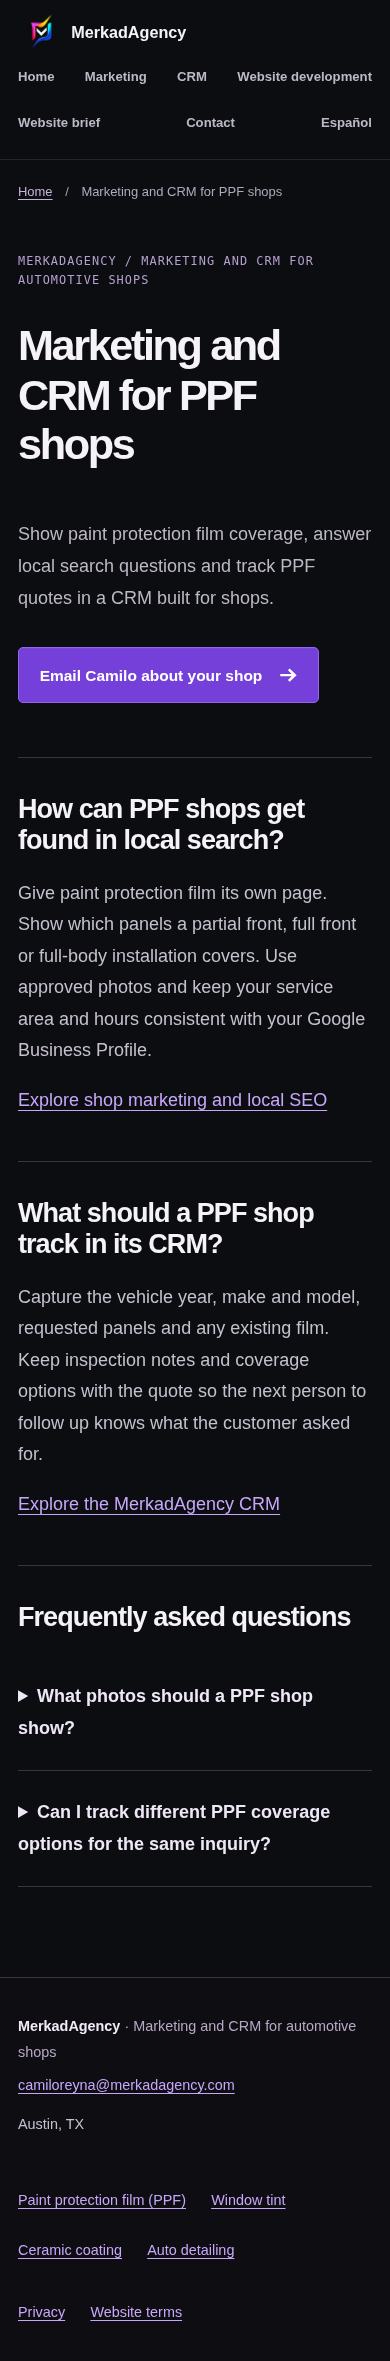 MerkadAgency
Home Marketing CRM Website development
Website brief Contact Español
Home / Marketing and CRM for PPF shops
MERKADAGENCY / MARKETING AND CRM FOR
AUTOMOTIVE SHOPS
Marketing and
CRM for PPF
shops
Show paint protection film coverage, answer
local search questions and track PPF
quotes in a CRM built for shops.
Email Camilo about your shop →
How can PPF shops get
found in local search?
Give paint protection film its own page.
Show which panels a partial front, full front
or full-body installation covers. Use
approved photos and keep your service
area and hours consistent with your Google
Business Profile.
Explore shop marketing and local SEO
What should a PPF shop
track in its CRM?
Capture the vehicle year, make and model,
requested panels and any existing film.
Keep inspection notes and coverage
options with the quote so the next person to
follow up knows what the customer asked
for.
Explore the MerkadAgency CRM
Frequently asked questions
What photos should a PPF shop
show?
Can I track different PPF coverage
options for the same inquiry?
MerkadAgency · Marketing and CRM for automotive
shops
camiloreyna@merkadagency.com
Austin, TX
Paint protection film (PPF) Window tint
Ceramic coating Auto detailing
Privacy Website terms